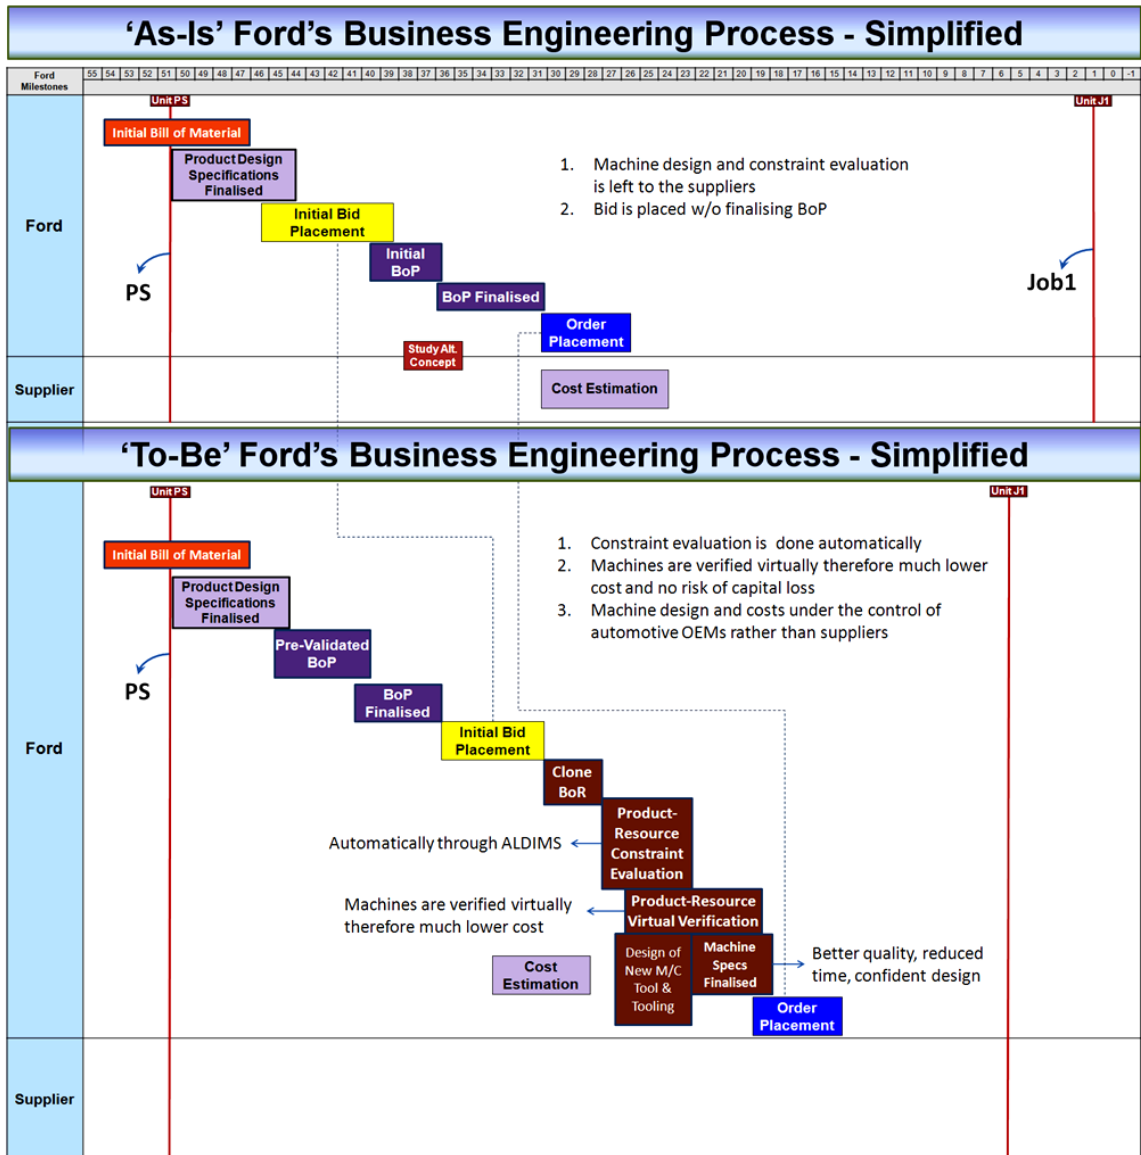 'As-Is' Ford's Business Engineering Process - Simplified
Ford Milestones 55 54 53 52 51 50 49 48 47 46 45 44 43 42 41 40 39 38 37 36 35 34 33 32 31 30 29 28 27 26 25 24 23 22 21 20 19 18 17 16 15 14 13 12 11 10 9 8 7 6 5 4 3 2 1 0 -1
Unit PS
Unit J1
Initial Bill of Material
Product Design
Specifications
Finalised
1. Machine design and constraint evaluation
is left to the suppliers
2. Bid is placed w/o finalising BoP
Ford
Initial Bid
Placement
Initial
BoP
PS
BoP Finalised
Job1
Order
Placement
Study Alt.
Concept
Supplier
Cost Estimation
'To-Be' Ford's Business Engineering Process - Simplified
Unit PS
Unit J1
Initial Bill of Material
1. Constraint evaluation is done automatically
2. Machines are verified virtually therefore much lower
cost and no risk of capital loss
3. Machine design and costs under the control of
automotive OEMs rather than suppliers
Product Design
Specifications
Finalised
Pre-Validated
BoP
PS
BoP
Finalised
Ford
Initial Bid
Placement
Clone
BoR
Product-
Resource
Constraint
Evaluation
Automatically through ALDIMS
Product-Resource
Virtual Verification
Machines are verified virtually
therefore much lower cost
Cost
Estimation
Design of
New M/C
Tool &
Tooling
Machine
Specs
Finalised
Better quality, reduced
time, confident design
Order
Placement
Supplier